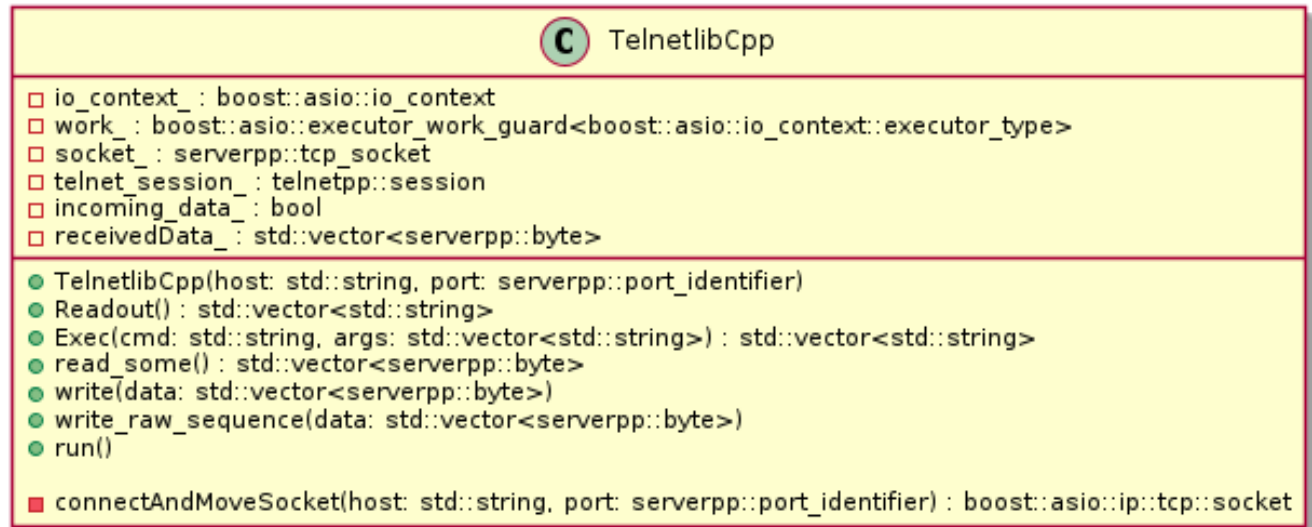 C TelnetlibCpp
io_context_ : boost::asio::io_context
work_ : boost::asio::executor_work_guard<boost::asio::io_context::executor_type>
socket_ : serverpp::tcp_socket
telnet_session_ : telnetpp::session
incoming_data_ : bool
receivedData_ : std::vector<serverpp::byte>
TelnetlibCpp(host: std::string, port: serverpp::port_identifier)
Readout() : std::vector<std::string>
Exec(cmd: std::string, args: std::vector<std::string>) : std::vector<std::string>
read_some() : std::vector<serverpp::byte>
write(data: std::vector<serverpp::byte>)
write_raw_sequence(data: std::vector<serverpp::byte>)
run()
connectAndMoveSocket(host: std::string, port: serverpp::port_identifier) : boost::asio::ip::tcp::socket